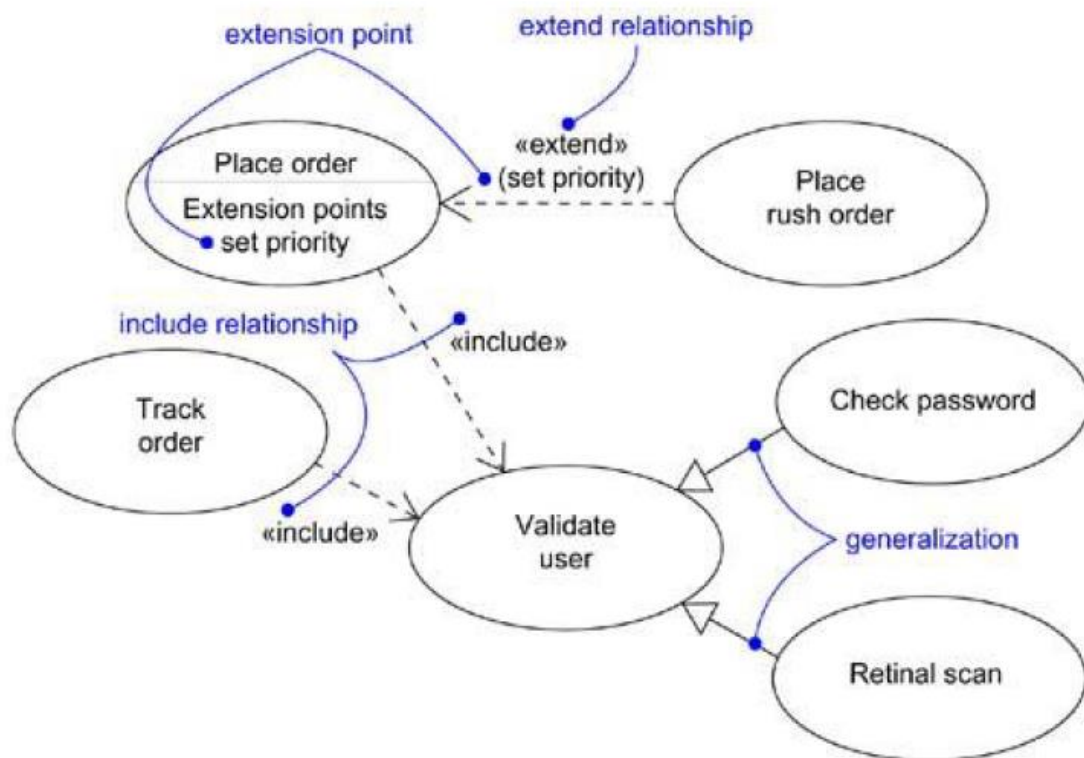 extension point
extend relationship
«extend»
(set priority)
Place order
Extension points
set priority
Place
rush order
include relationship
«include»
Track
order
Check password
«include»
Validate
user
generalization
Retinal scan